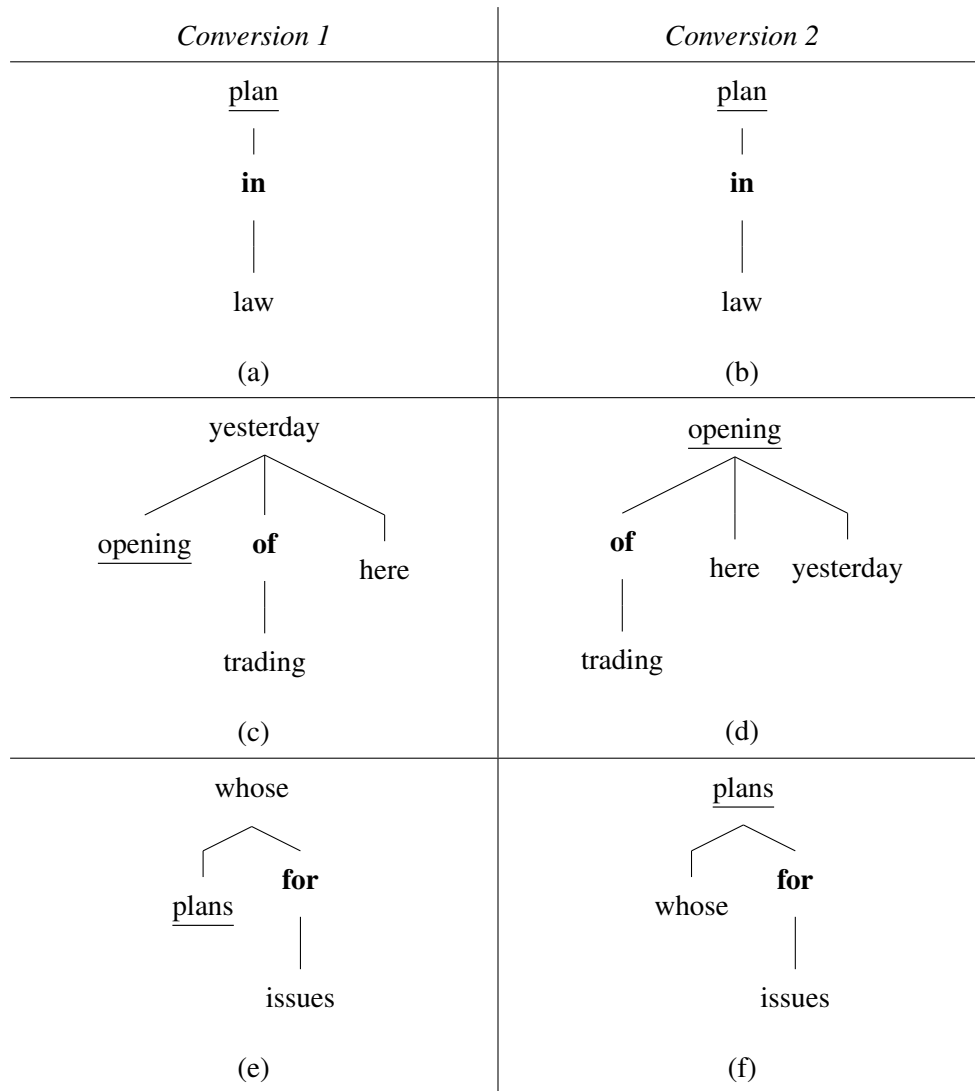 Conversion 1 Conversion 2
plan plan
in in
law law
(a) (b)
yesterday opening
opening of here of here yesterday
trading trading
(c) (d)
whose plans
plans for whose for
issues issues
(e) (f)